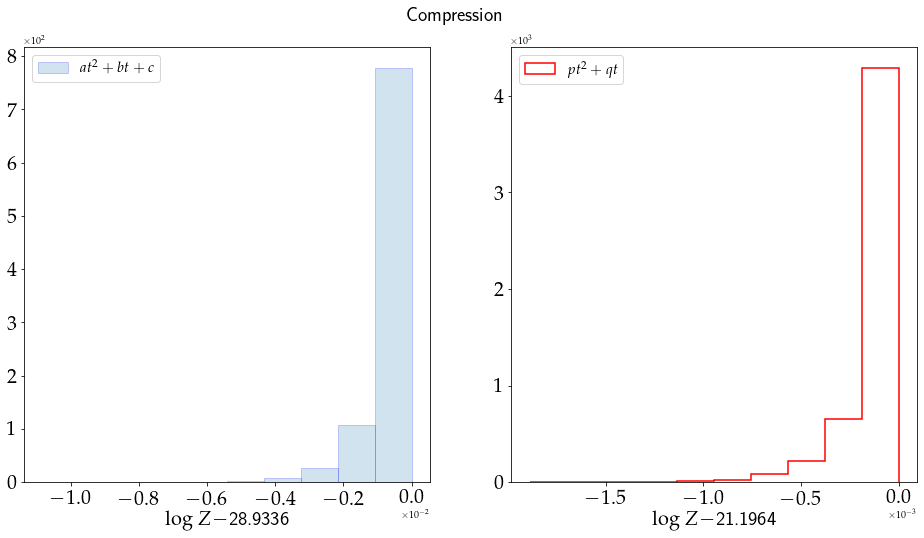 Compression
×10²
at² + bt + c
8
7
6
5
4
3
2
1
0
−1.0 −0.8 −0.6 −0.4 −0.2 0.0
×10⁻²
log Z−28.9336
×10³
pt² + qt
4
3
2
1
0
−1.5 −1.0 −0.5 0.0
×10⁻³
log Z−21.1964